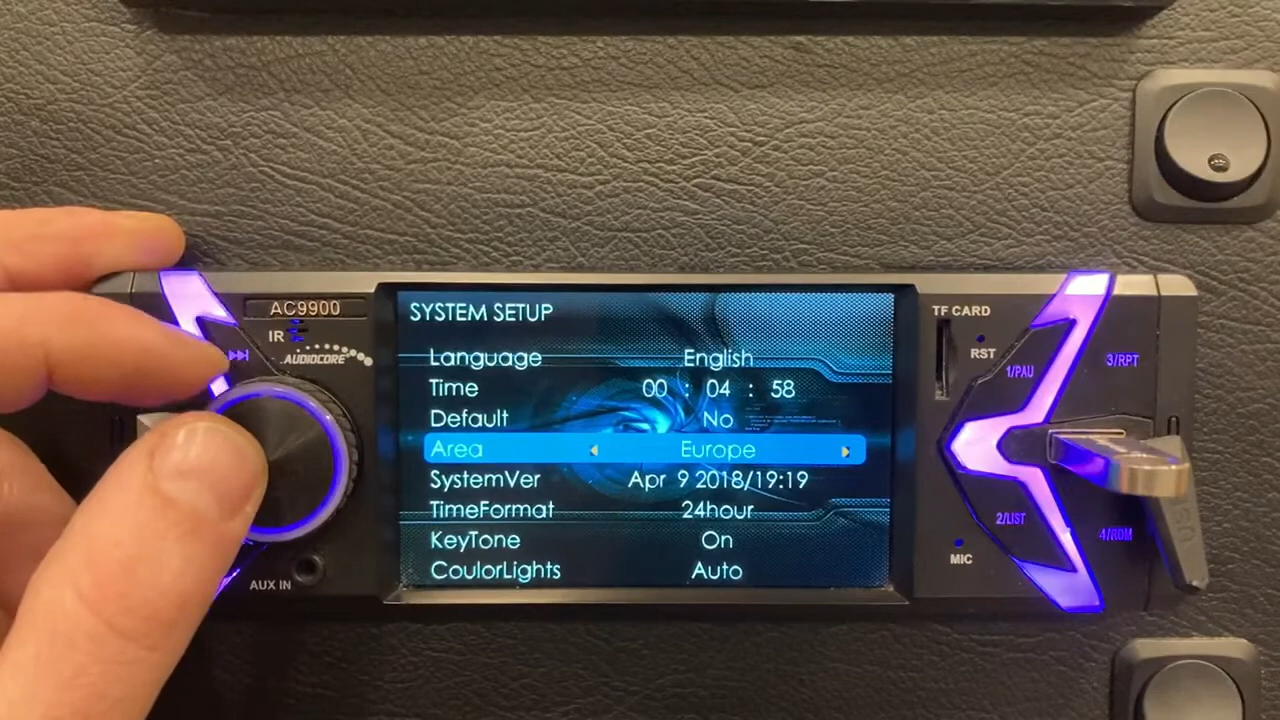 AC9900
IR
AUDIOCORE
AUX IN
SYSTEM SETUP
Language English
Time 00 : 04 : 58
Default No
Area Europe
SystemVer Apr 9 2018/19:19
TimeFormat 24hour
KeyTone On
CoulorLights Auto
TF CARD
RST
1/PAU
3/RPT
2/LIST
4/RDM
MIC